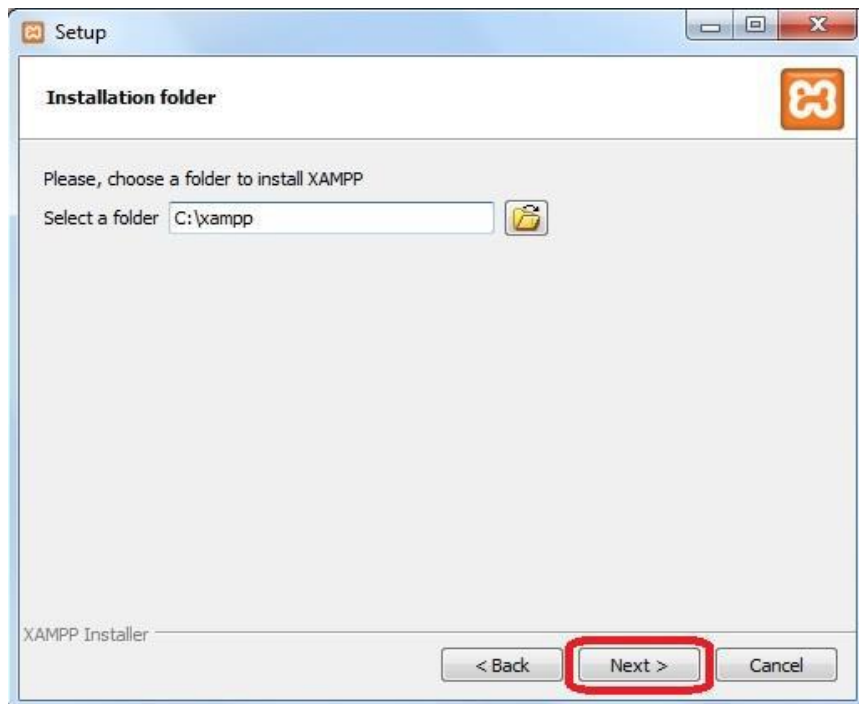 Setup
Installation folder
Please, choose a folder to install XAMPP
Select a folder C:\xampp
XAMPP Installer
< Back Next > Cancel